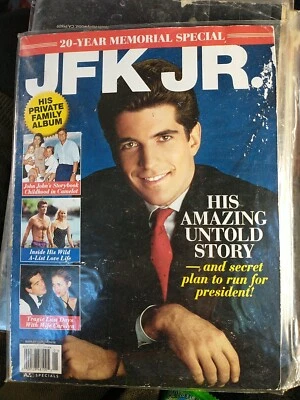 20-YEAR MEMORIAL SPECIAL
JFK JR.
HIS
PRIVATE
FAMILY
ALBUM
John John's Storybook
Childhood in Camelot
Inside His Wild
A-List Love Life
Tragic Last Days
With Wife Carolyn
HIS
AMAZING
UNTOLD
STORY
—and secret
plan to run for
president!
SPECIALS